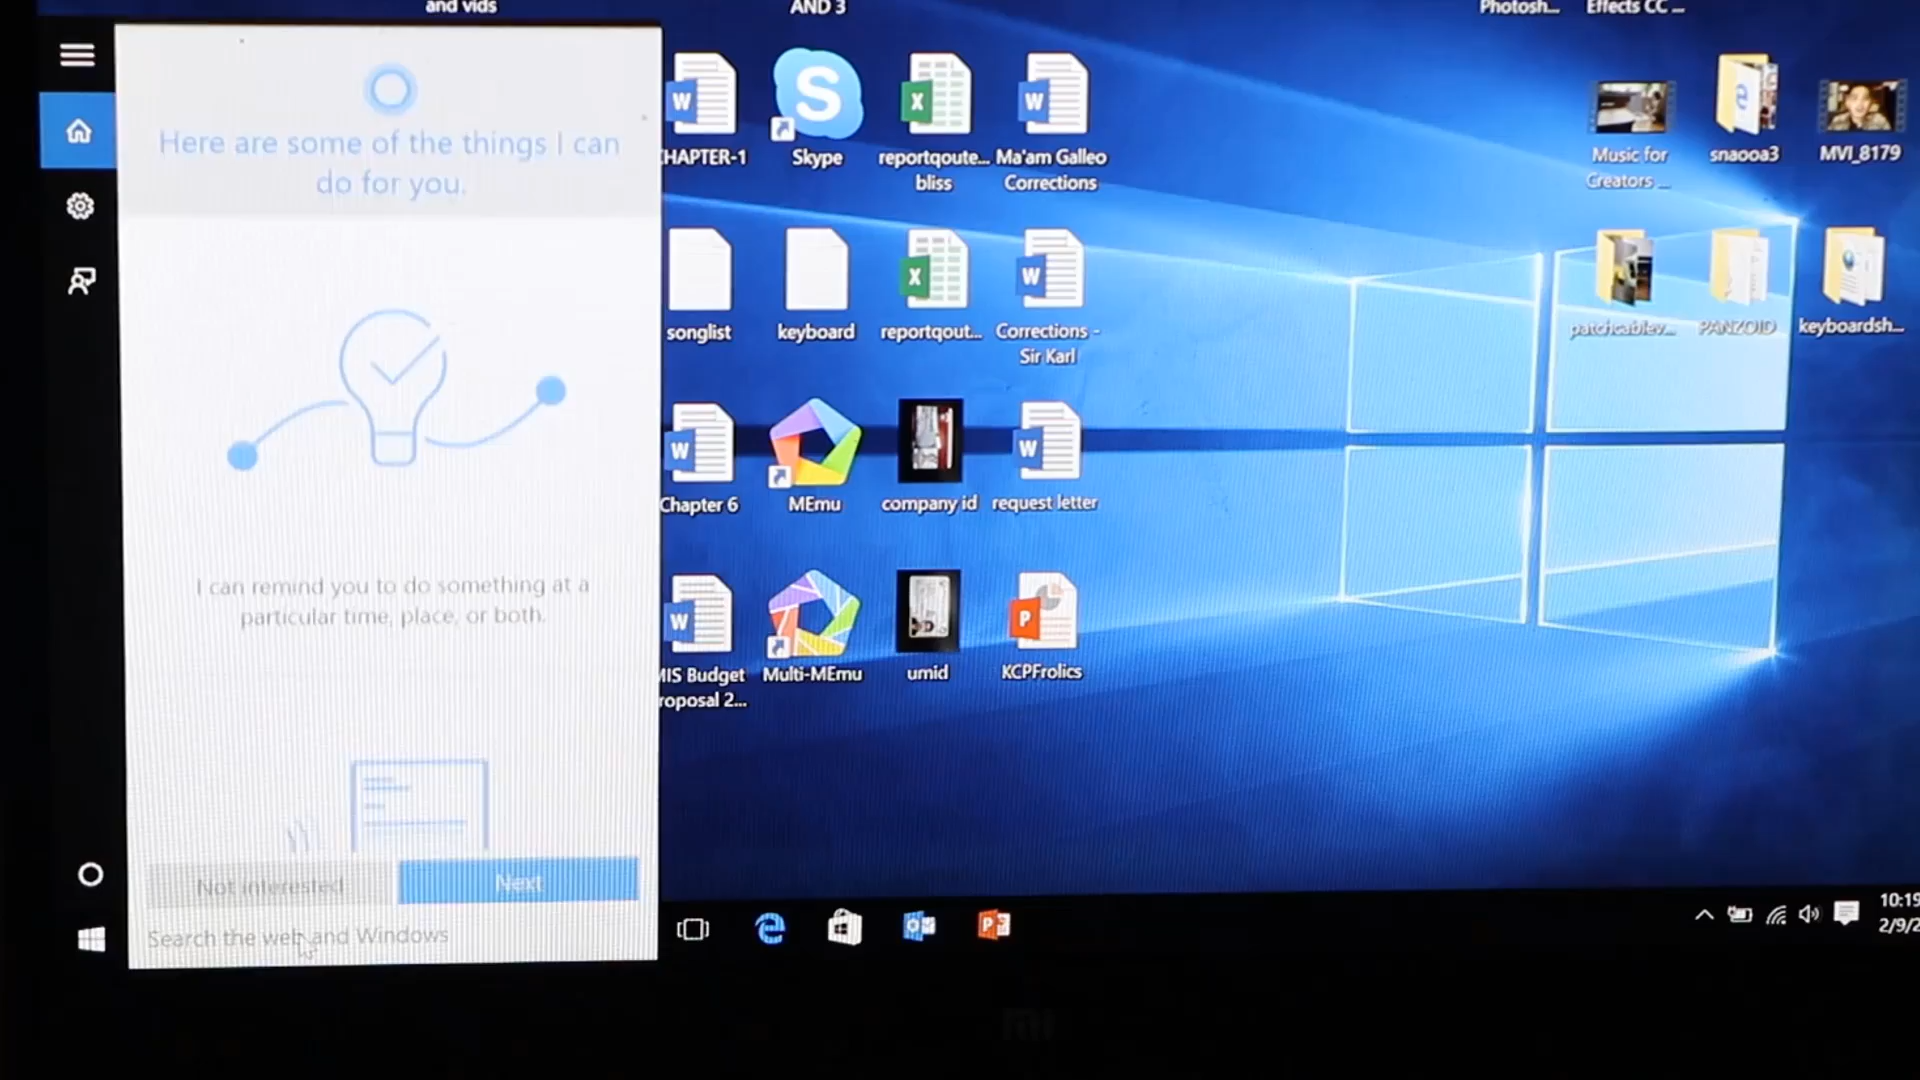 and vids
AND 3
Photosh...
Effects CC ...
Here are some of the things I can
do for you.
HAPTER-1
Skype
reportqoute...
bliss
Ma'am Galleo
Corrections
Music for
Creators ...
snaooa3
MVI_8179
songlist
keyboard
reportqout...
Corrections -
Sir Karl
patchcablev...
PANZOID
keyboardsh...
Chapter 6
MEmu
company id
request letter
I can remind you to do something at a
particular time, place, or both.
MIS Budget
roposal 2...
Multi-MEmu
umid
KCPFrolics
Not interested
Next
Search the web and Windows
10:19
2/9/2
mi